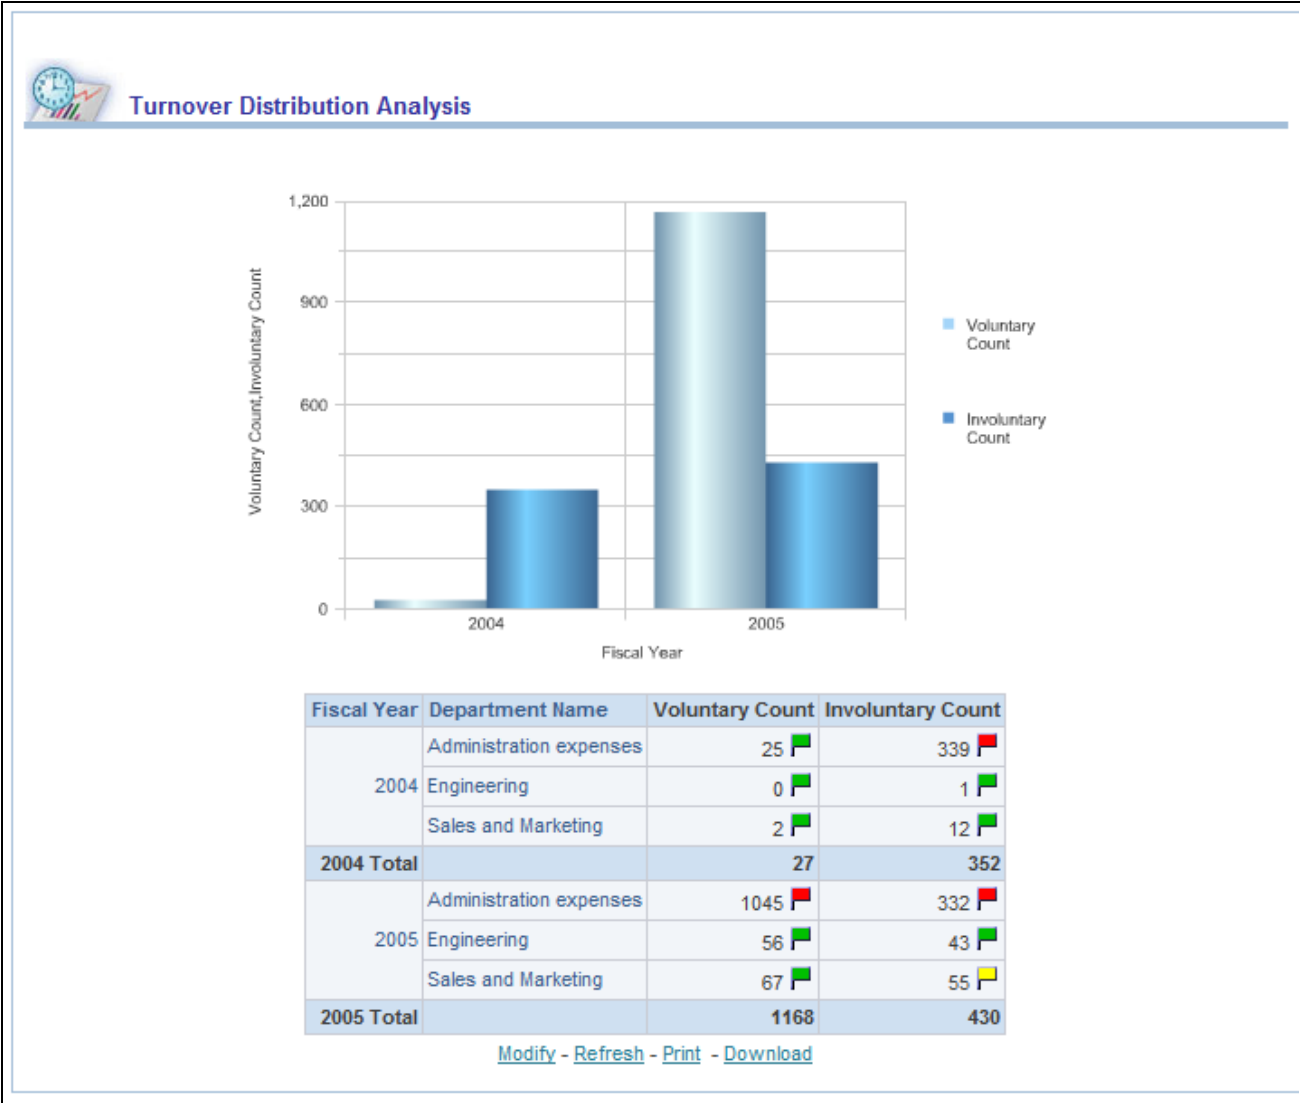 Turnover Distribution Analysis
1,200
900
600
300
0
Voluntary Count,Involuntary Count
2004
2005
Fiscal Year
Voluntary
Count
Involuntary
Count
Fiscal Year Department Name Voluntary Count Involuntary Count
2004 Administration expenses 25 339
Engineering 0 1
Sales and Marketing 2 12
2004 Total 27 352
2005 Administration expenses 1045 332
Engineering 56 43
Sales and Marketing 67 55
2005 Total 1168 430
Modify - Refresh - Print - Download